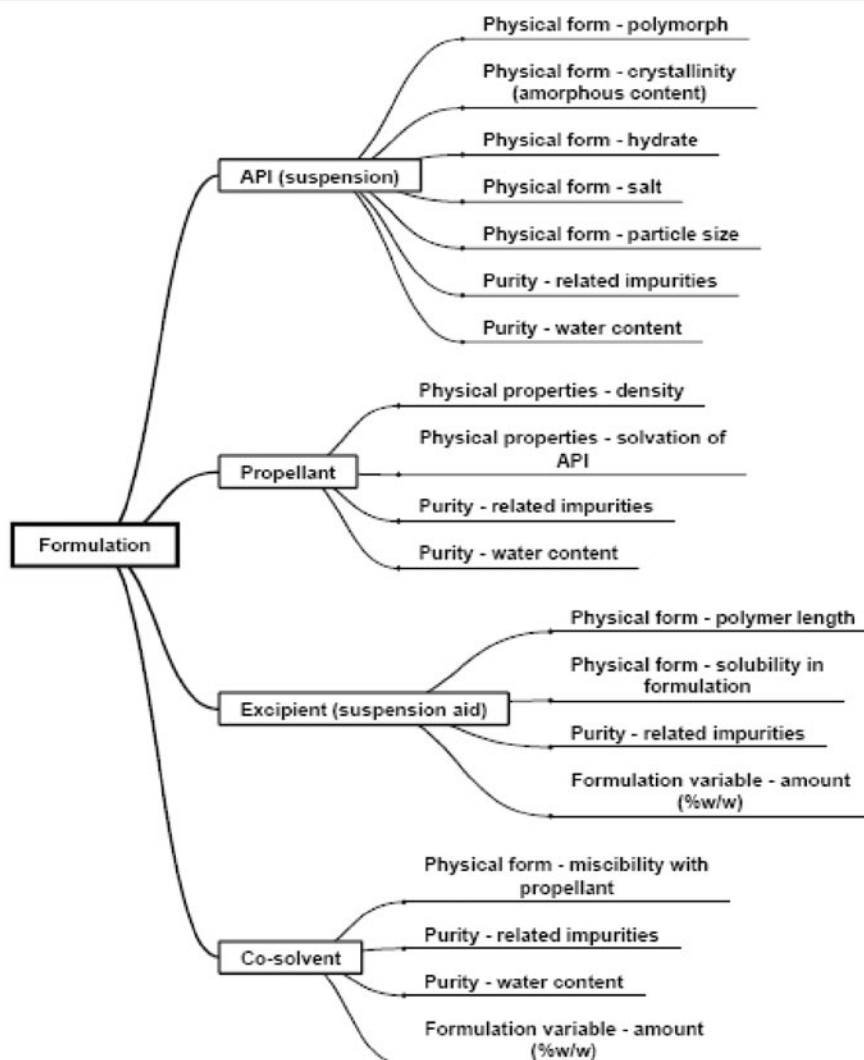 Physical form - polymorph
Physical form - crystallinity
(amorphous content)
Physical form - hydrate
API (suspension)
Physical form - salt
Physical form - particle size
Purity - related impurities
Purity - water content
Physical properties - density
Physical properties - solvation of
API
Propellant
Purity - related impurities
Purity - water content
Formulation
Physical form - polymer length
Physical form - solubility in
formulation
Excipient (suspension aid)
Purity - related impurities
Formulation variable - amount
(%w/w)
Physical form - miscibility with
propellant
Purity - related impurities
Co-solvent
Purity - water content
Formulation variable - amount
(%w/w)